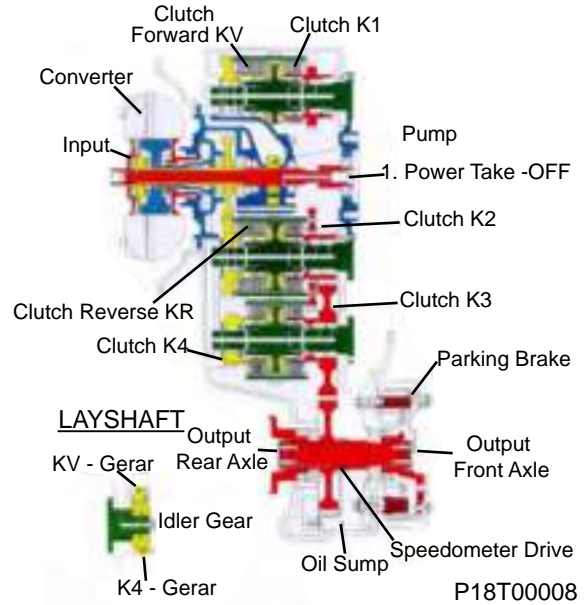 Clutch
Forward KV
Clutch K1
Converter
Input
Pump
1. Power Take -OFF
Clutch K2
Clutch Reverse KR
Clutch K3
Clutch K4
Parking Brake
LAYSHAFT
Output
Rear Axle
Output
Front Axle
KV - Gerar
Idler Gear
K4 - Gerar
Oil Sump
Speedometer Drive
P18T00008